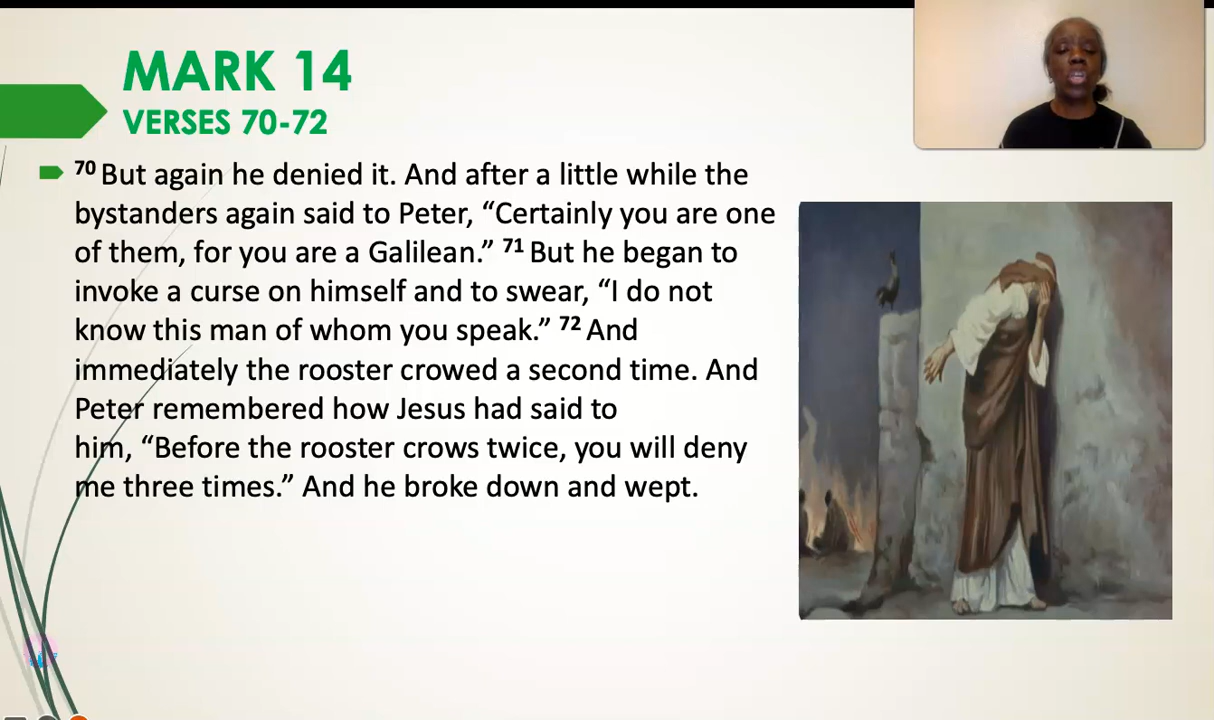 MARK 14
VERSES 70-72
70 But again he denied it. And after a little while the
bystanders again said to Peter, “Certainly you are one
of them, for you are a Galilean.” 71 But he began to
invoke a curse on himself and to swear, “I do not
know this man of whom you speak.” 72 And
immediately the rooster crowed a second time. And
Peter remembered how Jesus had said to
him, “Before the rooster crows twice, you will deny
me three times.” And he broke down and wept.